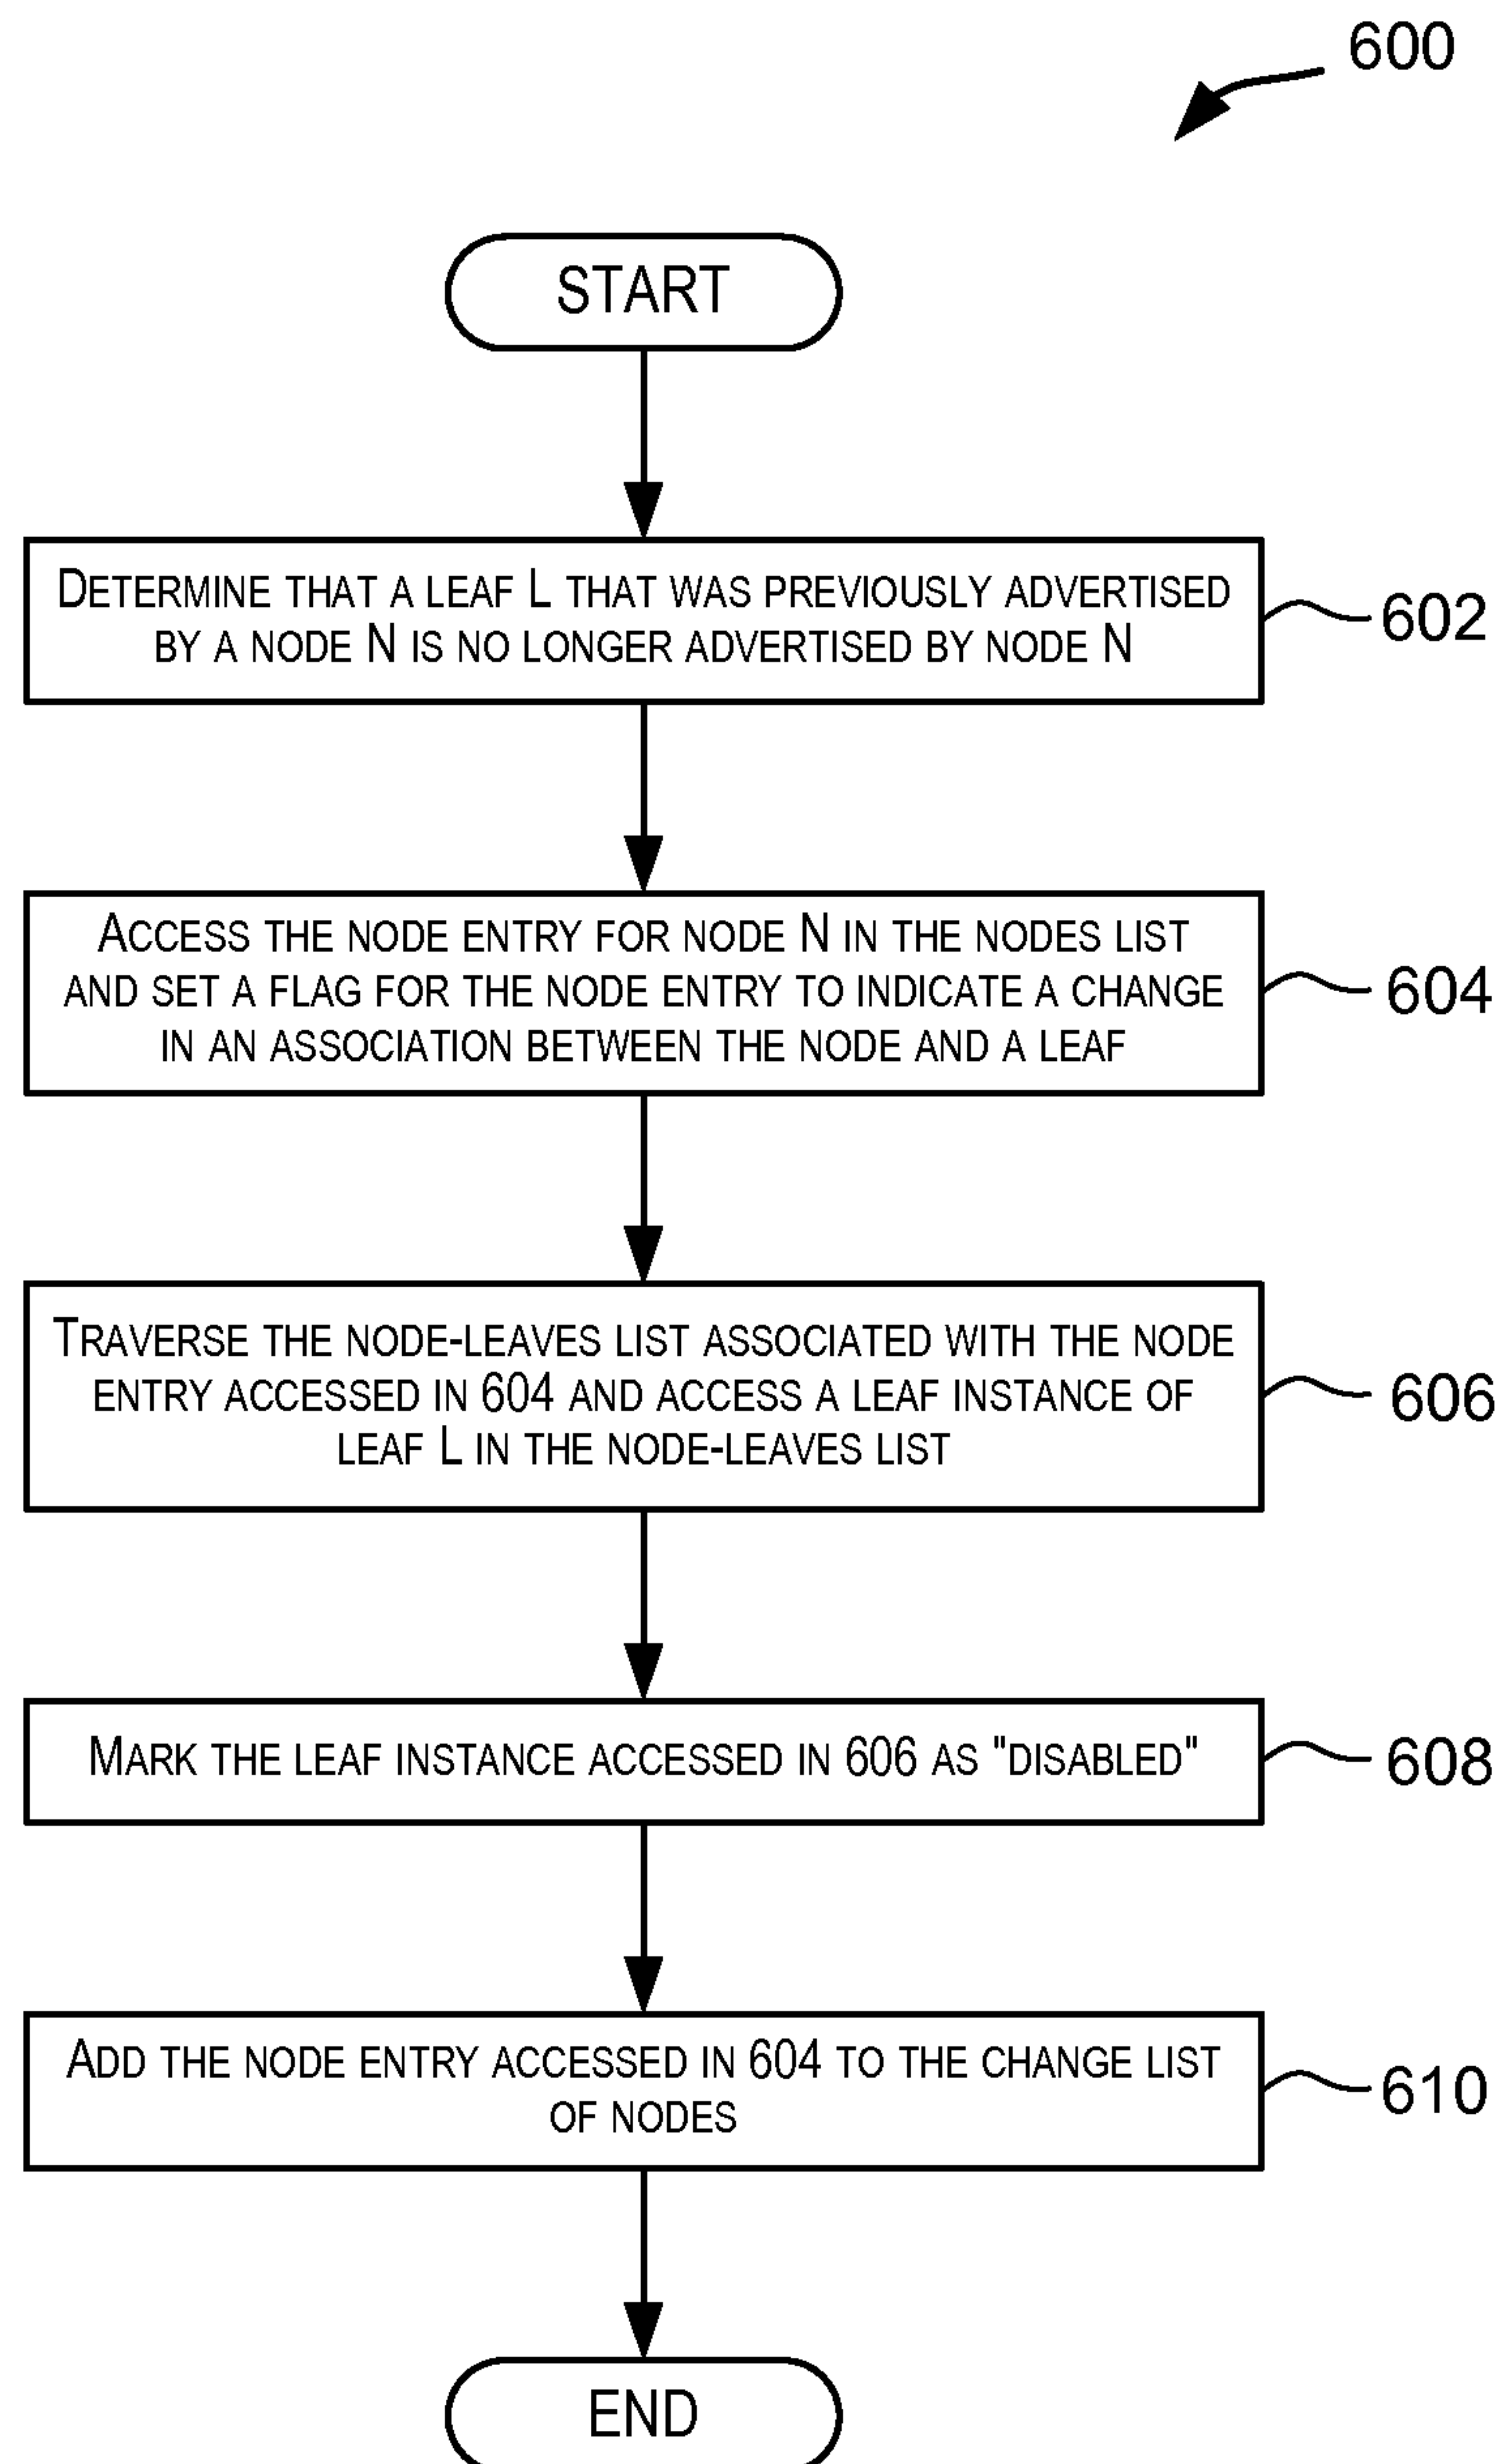 600
START
DETERMINE THAT A LEAF L THAT WAS PREVIOUSLY ADVERTISED
BY A NODE N IS NO LONGER ADVERTISED BY NODE N
602
ACCESS THE NODE ENTRY FOR NODE N IN THE NODES LIST
AND SET A FLAG FOR THE NODE ENTRY TO INDICATE A CHANGE
IN AN ASSOCIATION BETWEEN THE NODE AND A LEAF
604
TRAVERSE THE NODE-LEAVES LIST ASSOCIATED WITH THE NODE
ENTRY ACCESSED IN 604 AND ACCESS A LEAF INSTANCE OF
LEAF L IN THE NODE-LEAVES LIST
606
MARK THE LEAF INSTANCE ACCESSED IN 606 AS "DISABLED"
608
ADD THE NODE ENTRY ACCESSED IN 604 TO THE CHANGE LIST
OF NODES
610
END